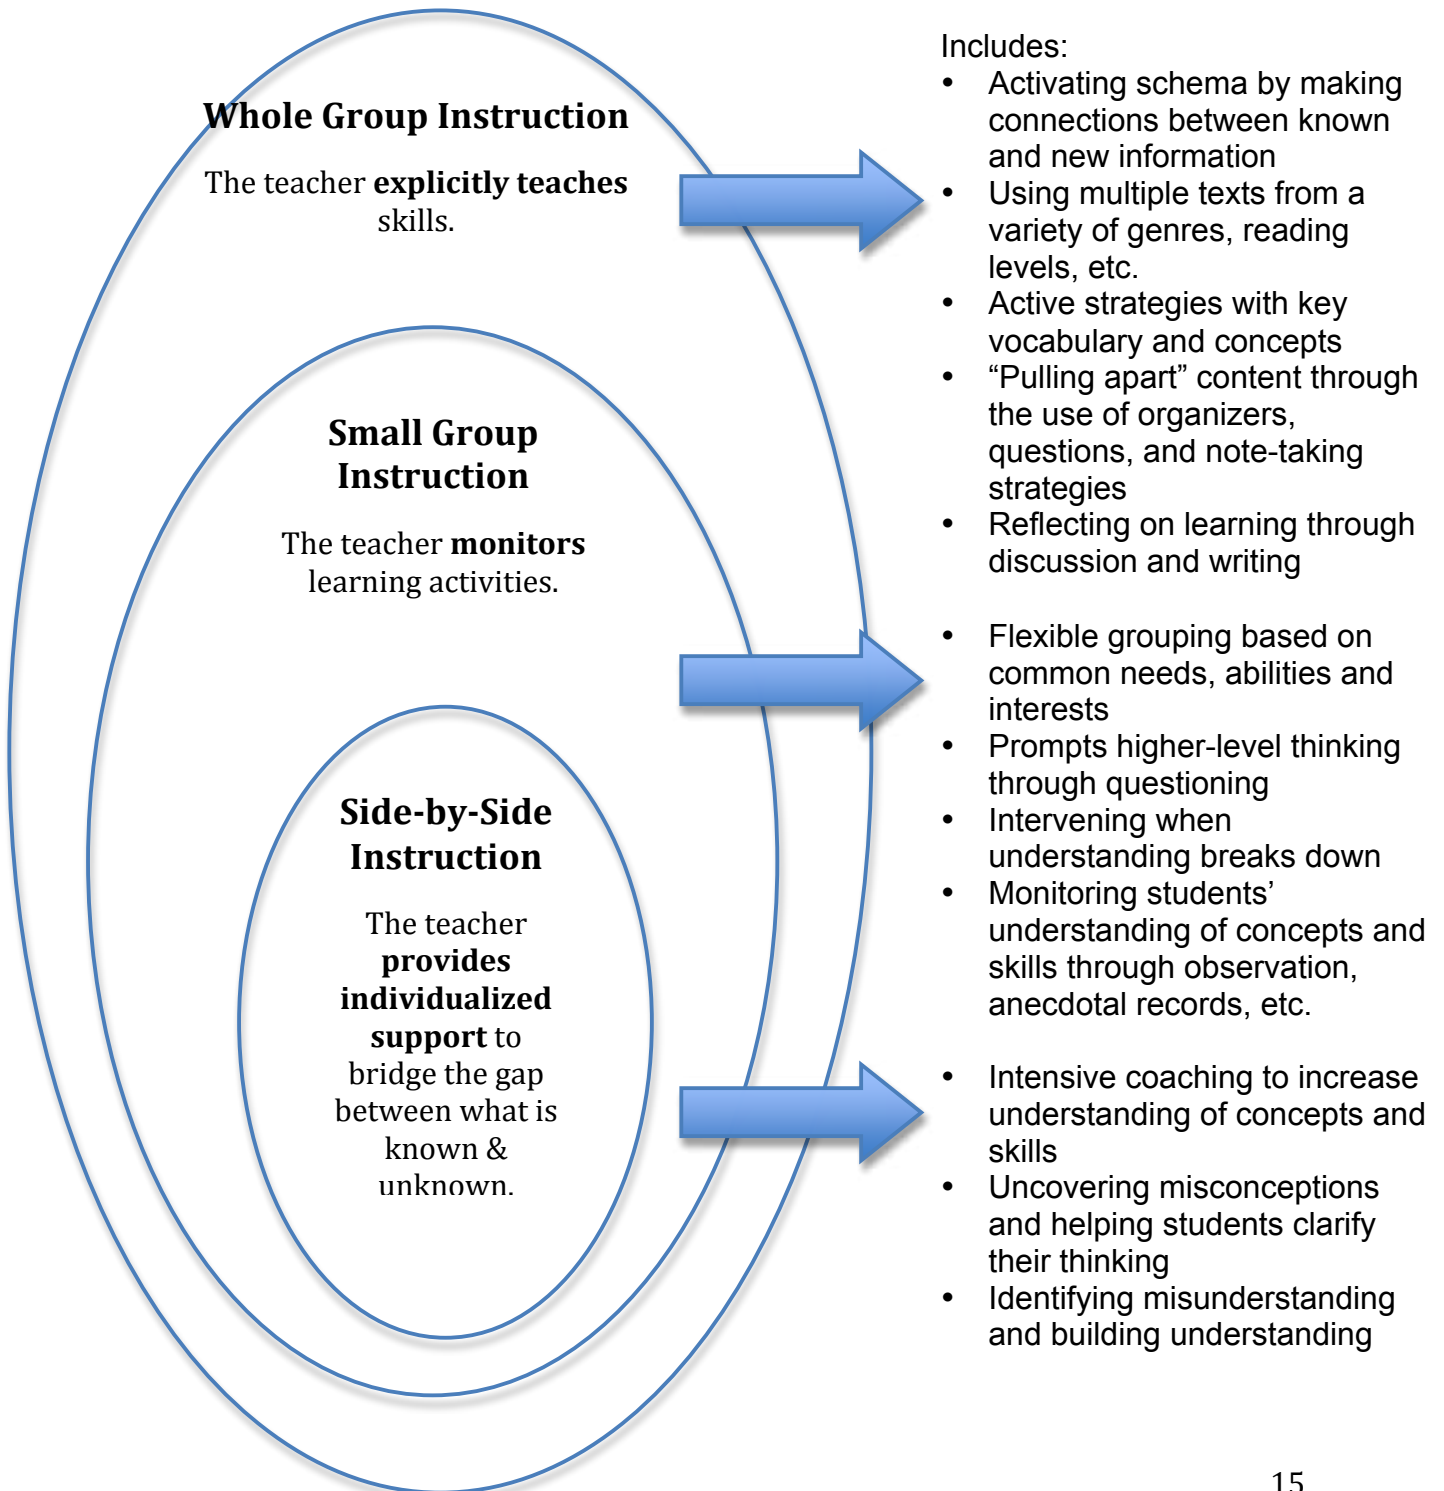 Whole Group Instruction
The teacher explicitly teaches
skills.
Small Group
Instruction
The teacher monitors
learning activities.
Side-by-Side
Instruction
The teacher
provides
individualized
support to
bridge the gap
between what is
known &
unknown.
Includes:
• Activating schema by making
connections between known
and new information
• Using multiple texts from a
variety of genres, reading
levels, etc.
• Active strategies with key
vocabulary and concepts
• “Pulling apart” content through
the use of organizers,
questions, and note-taking
strategies
• Reflecting on learning through
discussion and writing
• Flexible grouping based on
common needs, abilities and
interests
• Prompts higher-level thinking
through questioning
• Intervening when
understanding breaks down
• Monitoring students’
understanding of concepts and
skills through observation,
anecdotal records, etc.
• Intensive coaching to increase
understanding of concepts and
skills
• Uncovering misconceptions
and helping students clarify
their thinking
• Identifying misunderstanding
and building understanding
15